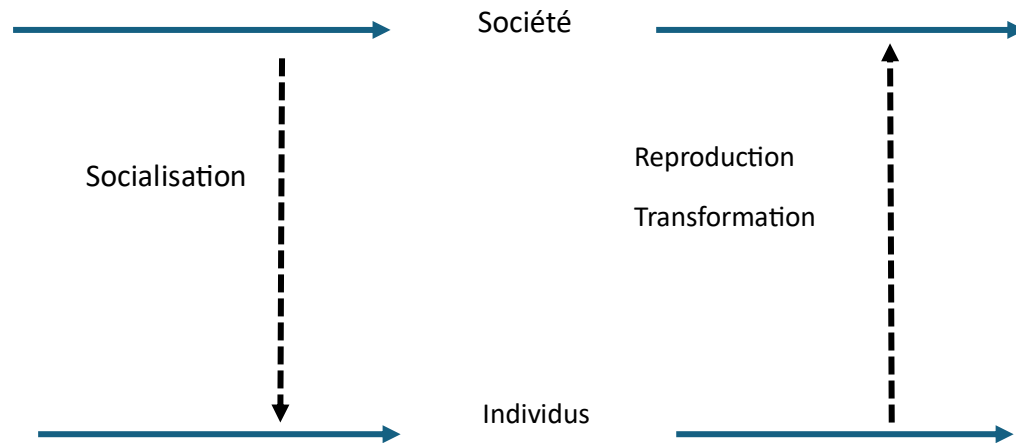 Société
Socialisation
Reproduction
Transformation
Individus